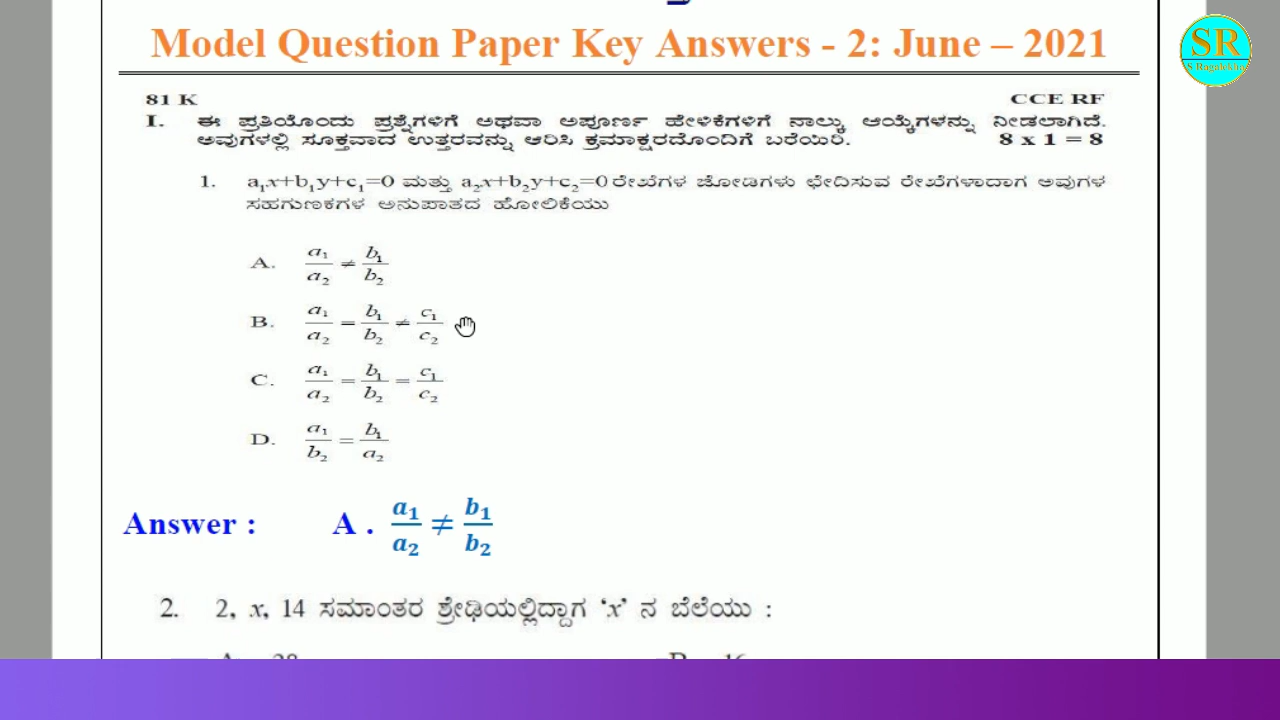 Model Question Paper Key Answers - 2: June – 2021
SR
S Ragalekha
81 K CCE RF
I. ಈ ಪ್ರತಿಯೊಂದು ಪ್ರಶ್ನೆಗಳಿಗೆ ಅಥವಾ ಅಪೂರ್ಣ ಹೇಳಿಕೆಗಳಿಗೆ ನಾಲ್ಕು ಆಯ್ಕೆಗಳನ್ನು ನೀಡಲಾಗಿದೆ.
ಅವುಗಳಲ್ಲಿ ಸೂಕ್ತವಾದ ಉತ್ತರವನ್ನು ಆರಿಸಿ ಕ್ರಮಾಕ್ಷರದೊಂದಿಗೆ ಬರೆಯಿರಿ. 8 x 1 = 8
1. a₁x+b₁y+c₁=0 ಮತ್ತು a₂x+b₂y+c₂=0 ರೇಖೆಗಳ ಜೋಡಿಗಳು ಛೇದಿಸುವ ರೇಖೆಗಳಾದಾಗ ಅವುಗಳ
ಸಹಗುಣಕಗಳ ಅನುಪಾತದ ಹೋಲಿಕೆಯು
A. a₁/a₂ ≠ b₁/b₂
B. a₁/a₂ = b₁/b₂ ≠ c₁/c₂
C. a₁/a₂ = b₁/b₂ = c₁/c₂
D. a₁/b₂ = b₁/a₂
Answer : A . a₁/a₂ ≠ b₁/b₂
2. 2, x, 14 ಸಮಾಂತರ ಶ್ರೇಢಿಯಲ್ಲಿದ್ದಾಗ ‘x’ ನ ಬೆಲೆಯು :